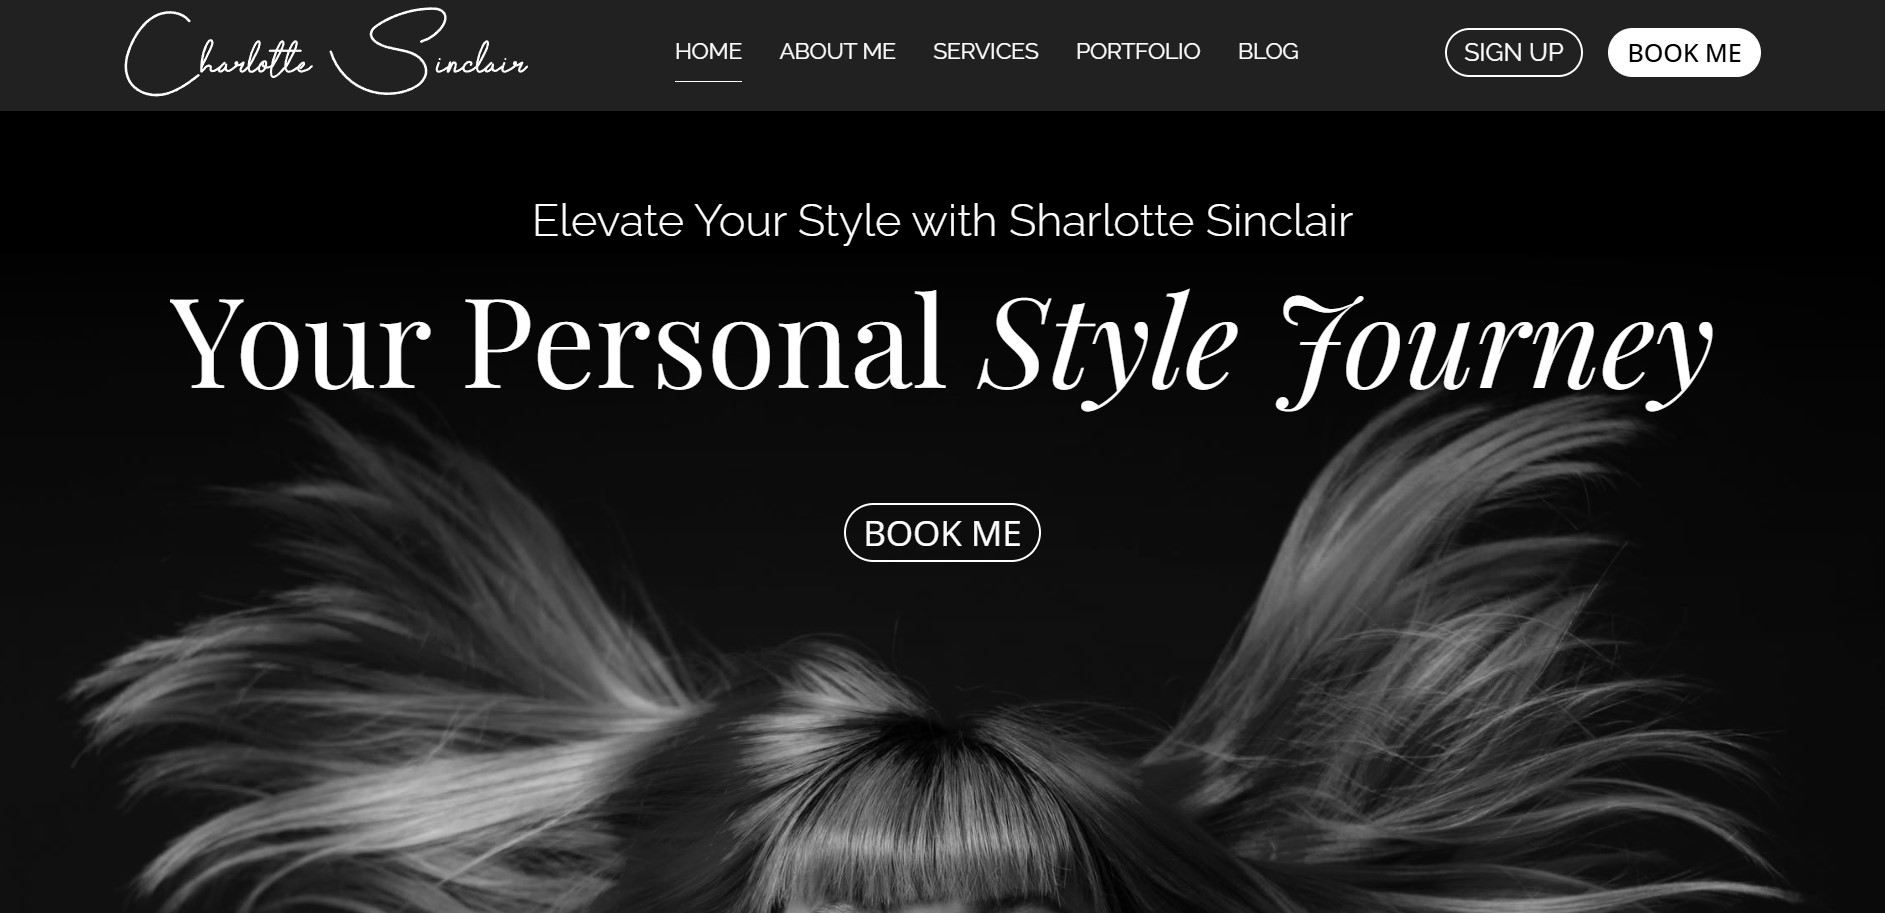 Charlotte Sinclair
HOME ABOUT ME SERVICES PORTFOLIO BLOG
SIGN UP BOOK ME
Elevate Your Style with Sharlotte Sinclair
Your Personal Style Journey
BOOK ME